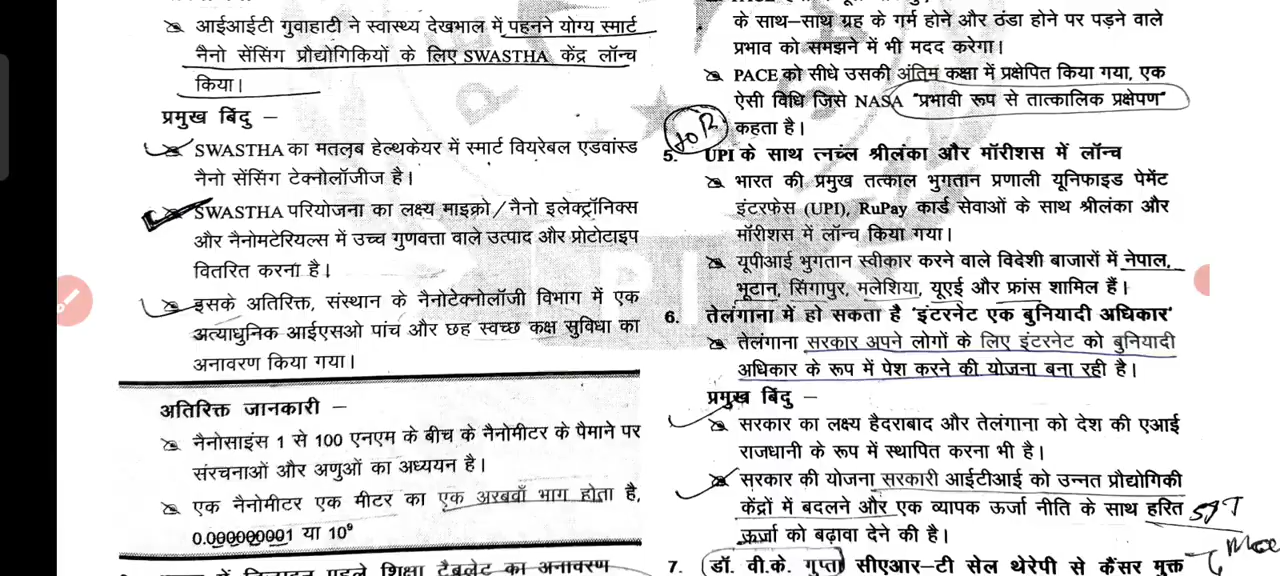 आईआईटी गुवाहाटी ने स्वास्थ्य देखभाल में पहनने योग्य स्मार्ट
नैनो सेंसिंग प्रौद्योगिकियों के लिए SWASTHA केंद्र लॉन्च
किया।
प्रमुख बिंदु –
SWASTHA का मतलब हेल्थकेयर में स्मार्ट वियरेबल एडवांस्ड
नैनो सेंसिंग टेक्नोलॉजीज है।
SWASTHA परियोजना का लक्ष्य माइक्रो/नैनो इलेक्ट्रॉनिक्स
और नैनोमटेरियल्स में उच्च गुणवत्ता वाले उत्पाद और प्रोटोटाइप
वितरित करना है।
इसके अतिरिक्त, संस्थान के नैनोटेक्नोलॉजी विभाग में एक
अत्याधुनिक आईएसओ पांच और छह स्वच्छ कक्ष सुविधा का
अनावरण किया गया।
अतिरिक्त जानकारी –
नैनोसाइंस 1 से 100 एनएम के बीच के नैनोमीटर के पैमाने पर
संरचनाओं और अणुओं का अध्ययन है।
एक नैनोमीटर एक मीटर का एक अरबवाँ भाग होता है,
0.000000001 या 10⁹
पहले शिक्षा टैबलेट का अनावरण
के साथ–साथ ग्रह के गर्म होने और ठंडा होने पर पड़ने वाले
प्रभाव को समझने में भी मदद करेगा।
PACE को सीधे उसकी अंतिम कक्षा में प्रक्षेपित किया गया, एक
ऐसी विधि जिसे NASA "प्रभावी रूप से तात्कालिक प्रक्षेपण"
कहता है।
5. UPI के साथ त्नच्ल श्रीलंका और मॉरीशस में लॉन्च
भारत की प्रमुख तत्काल भुगतान प्रणाली यूनिफाइड पेमेंट
इंटरफेस (UPI), RuPay कार्ड सेवाओं के साथ श्रीलंका और
मॉरीशस में लॉन्च किया गया।
यूपीआई भुगतान स्वीकार करने वाले विदेशी बाजारों में नेपाल,
भूटान, सिंगापुर, मलेशिया, यूएई और फ्रांस शामिल हैं।
6. तेलंगाना में हो सकता है 'इंटरनेट एक बुनियादी अधिकार'
तेलंगाना सरकार अपने लोगों के लिए इंटरनेट को बुनियादी
अधिकार के रूप में पेश करने की योजना बना रही है।
प्रमुख बिंदु –
सरकार का लक्ष्य हैदराबाद और तेलंगाना को देश की एआई
राजधानी के रूप में स्थापित करना भी है।
सरकार की योजना सरकारी आईटीआई को उन्नत प्रौद्योगिकी
केंद्रों में बदलने और एक व्यापक ऊर्जा नीति के साथ हरित
ऊर्जा को बढ़ावा देने की है।
7. डॉ. वी.के. गुप्ता सीएआर–टी सेल थेरेपी से कैंसर मुक्त